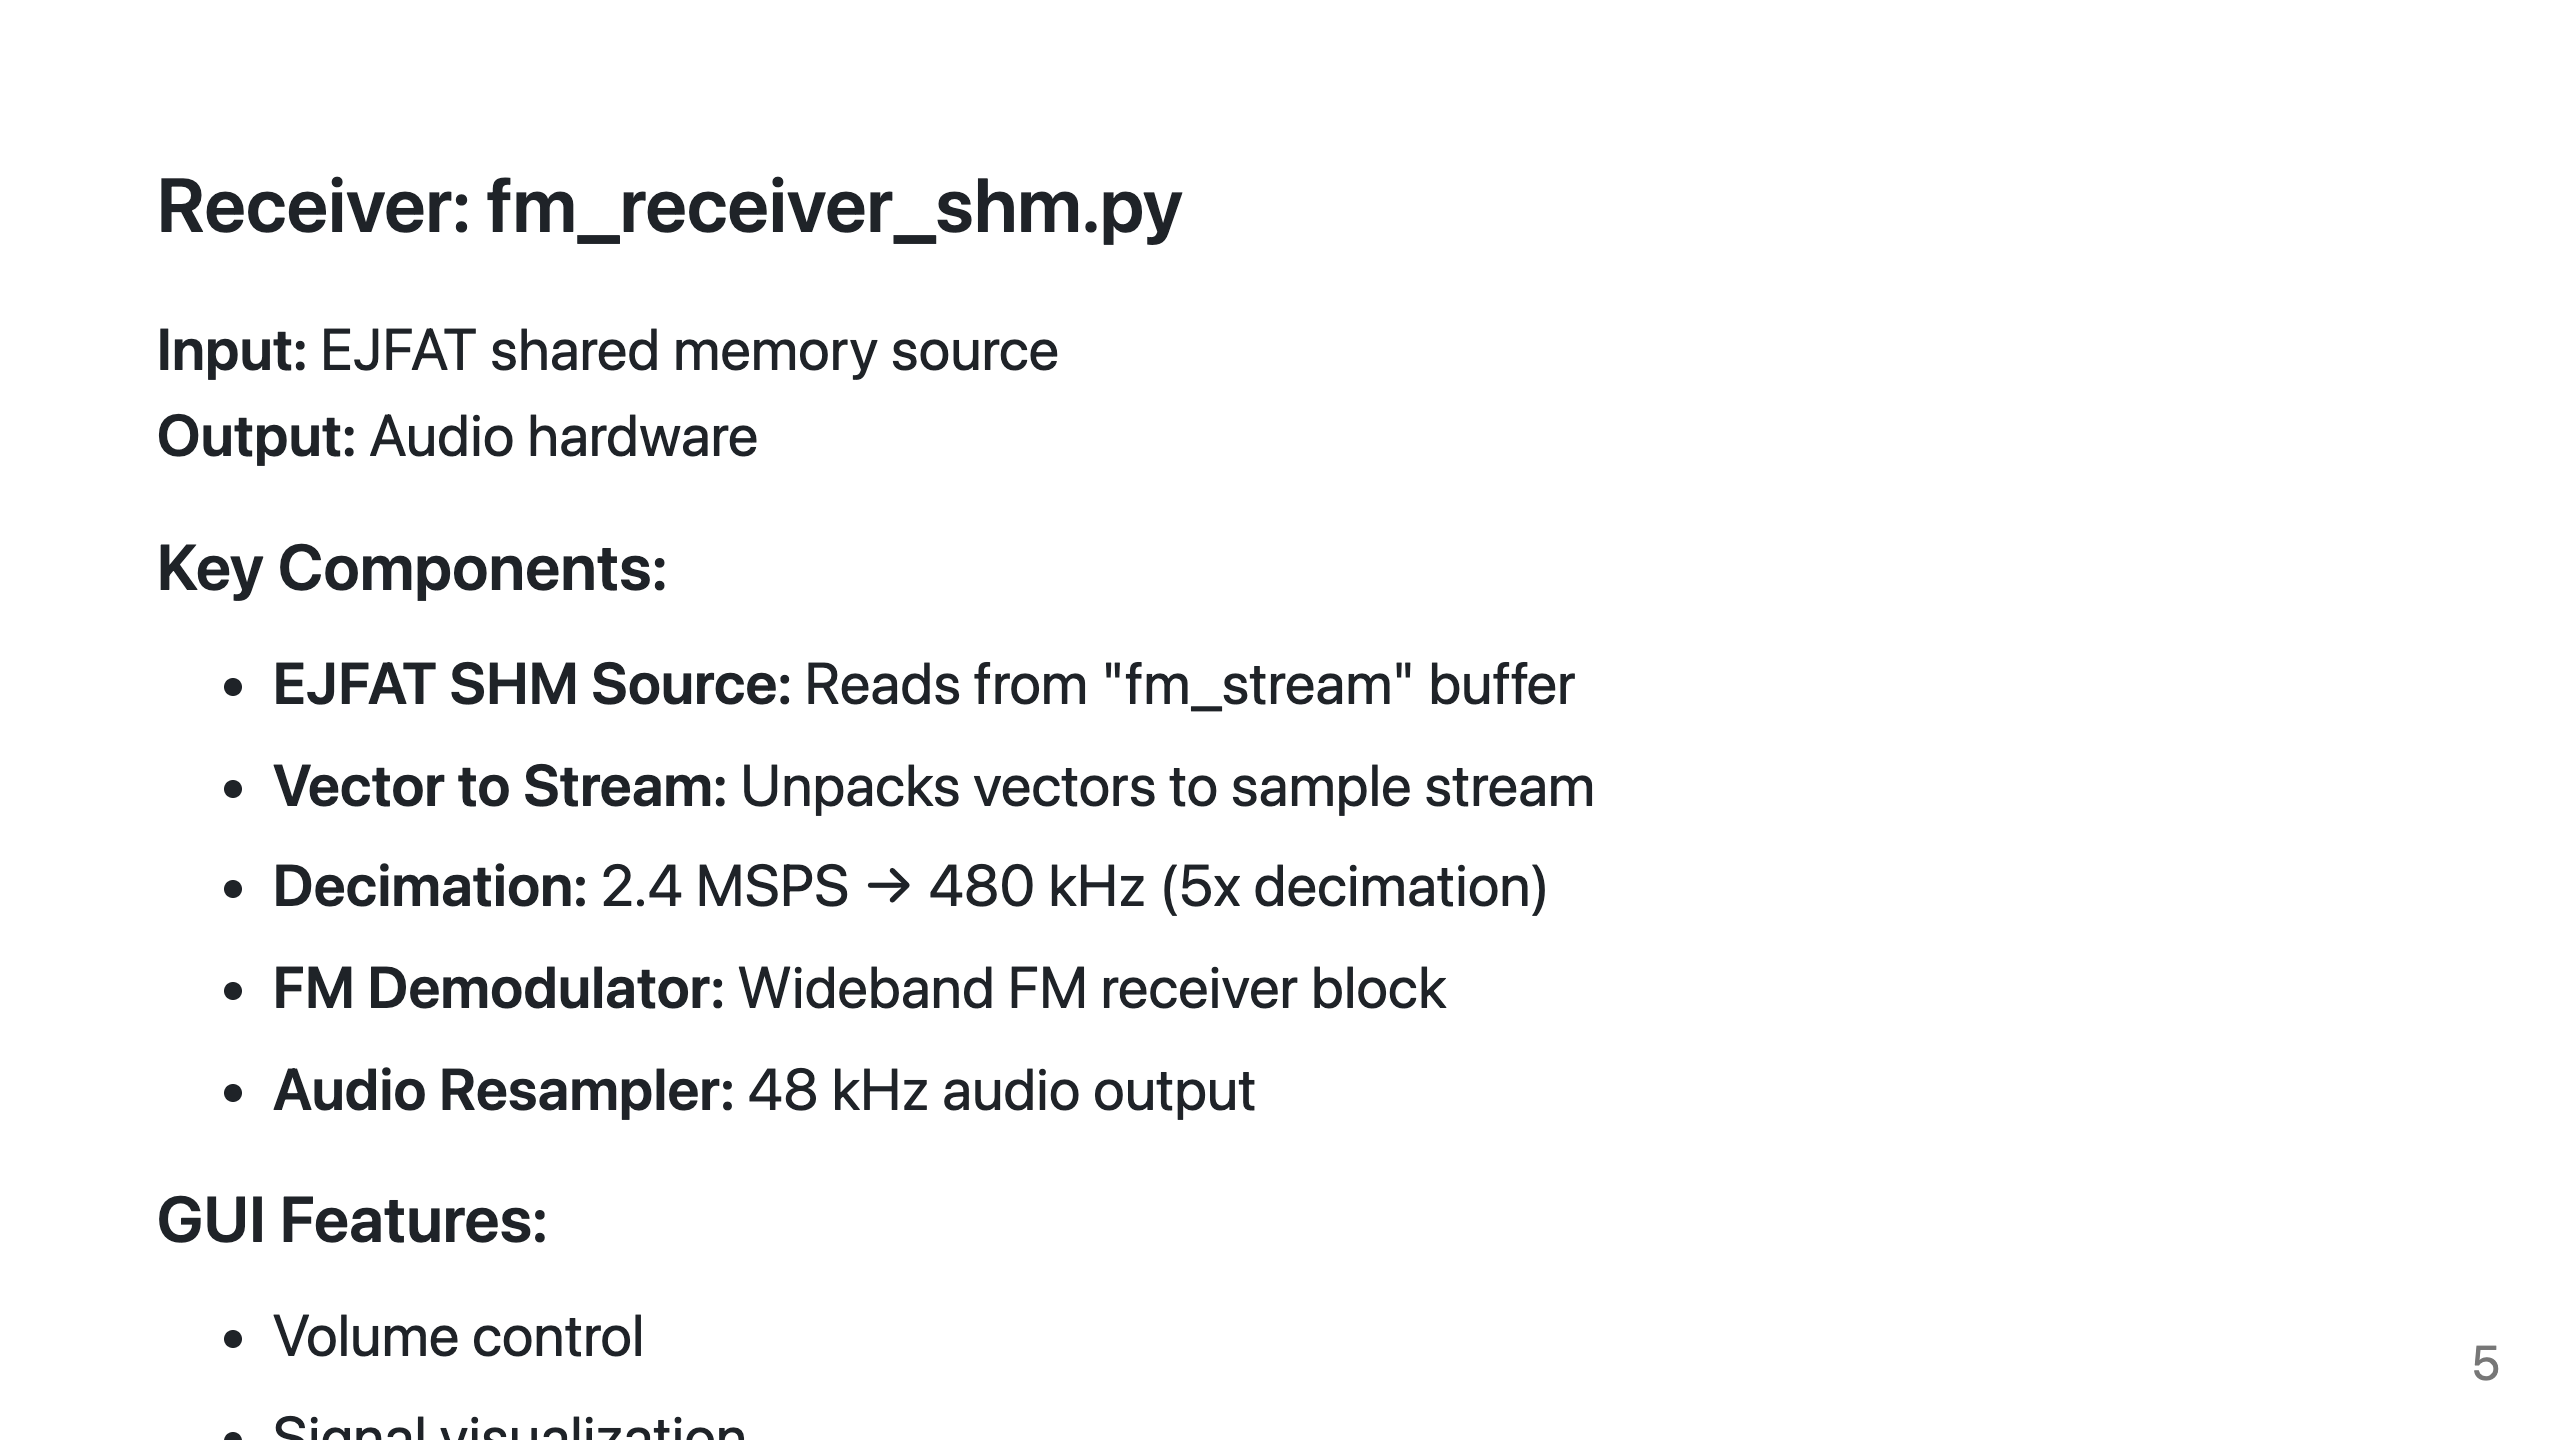 Receiver: fm_receiver_shm.py
Input: EJFAT shared memory source
Output: Audio hardware
Key Components:
• EJFAT SHM Source: Reads from "fm_stream" buffer
• Vector to Stream: Unpacks vectors to sample stream
• Decimation: 2.4 MSPS → 480 kHz (5x decimation)
• FM Demodulator: Wideband FM receiver block
• Audio Resampler: 48 kHz audio output
GUI Features:
• Volume control
• Signal visualization
5